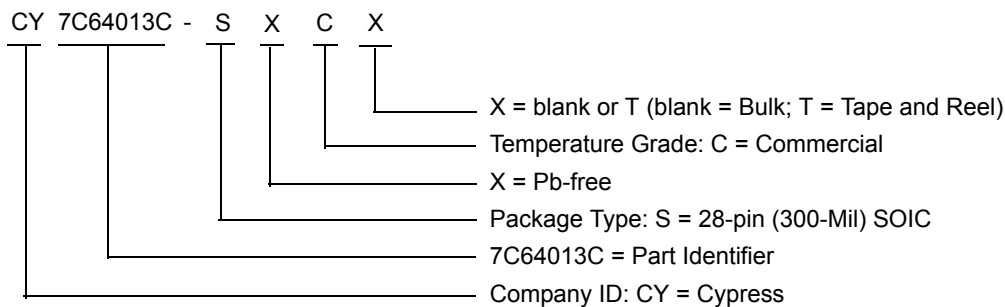 CY 7C64013C - S X C X
X = blank or T (blank = Bulk; T = Tape and Reel)
Temperature Grade: C = Commercial
X = Pb-free
Package Type: S = 28-pin (300-Mil) SOIC
7C64013C = Part Identifier
Company ID: CY = Cypress